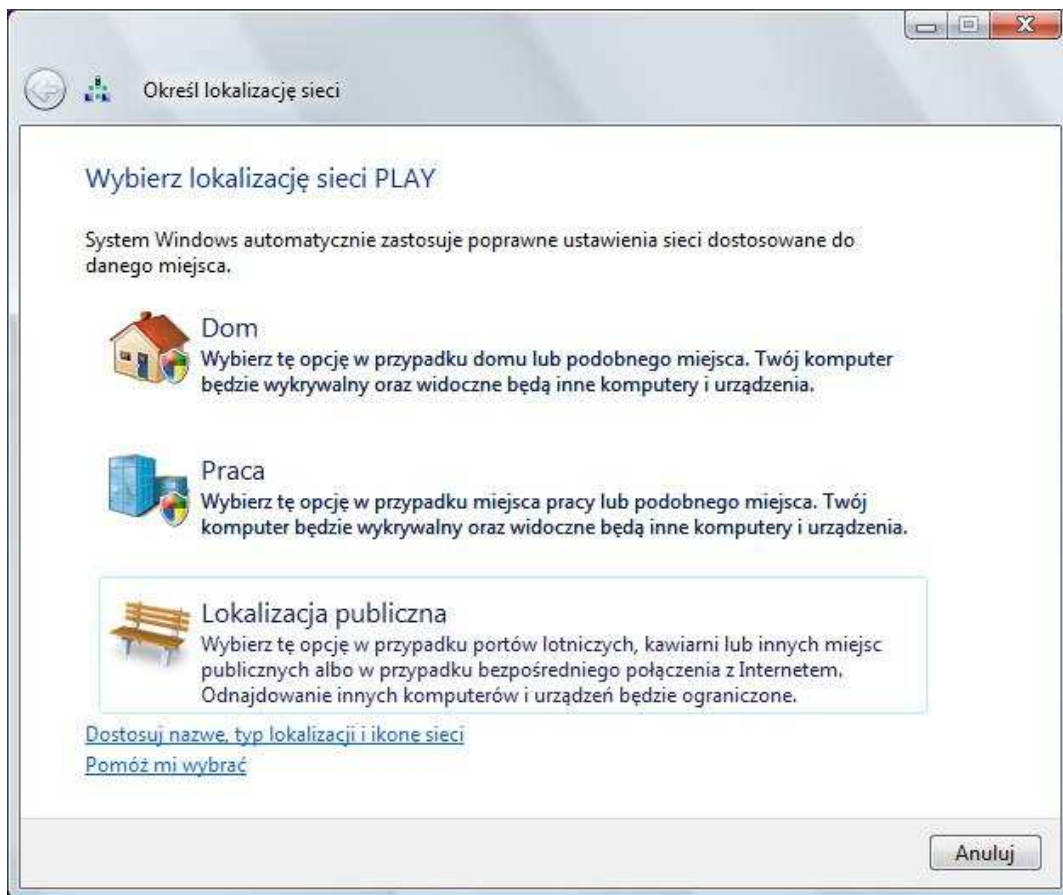 Określ lokalizację sieci
Wybierz lokalizację sieci PLAY
System Windows automatycznie zastosuje poprawne ustawienia sieci dostosowane do
danego miejsca.
Dom
Wybierz tę opcję w przypadku domu lub podobnego miejsca. Twój komputer
będzie wykrywalny oraz widoczne będą inne komputery i urządzenia.
Praca
Wybierz tę opcję w przypadku miejsca pracy lub podobnego miejsca. Twój
komputer będzie wykrywalny oraz widoczne będą inne komputery i urządzenia.
Lokalizacja publiczna
Wybierz tę opcję w przypadku portów lotniczych, kawiarni lub innych miejsc
publicznych albo w przypadku bezpośredniego połączenia z Internetem.
Odnajdowanie innych komputerów i urządzeń będzie ograniczone.
Dostosuj nazwę, typ lokalizacji i ikonę sieci
Pomóż mi wybrać
Anuluj